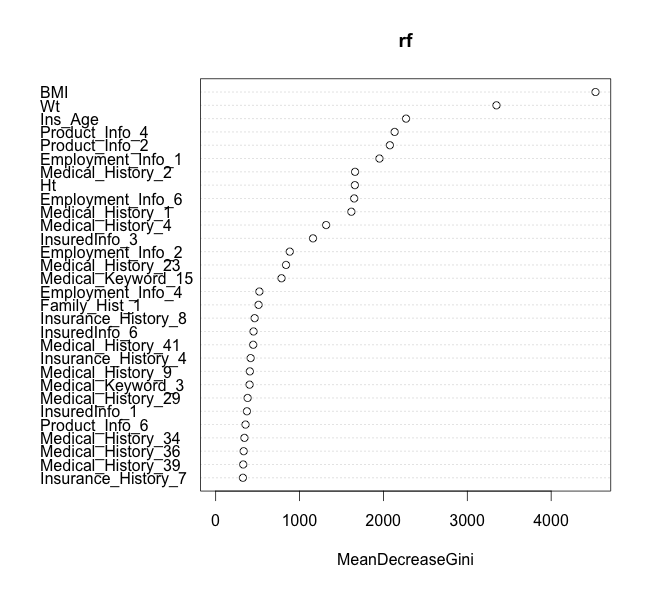 rf
BMI
Wt
Ins_Age
Product_Info_4
Product_Info_2
Employment_Info_1
Medical_History_2
Ht
Employment_Info_6
Medical_History_1
Medical_History_4
InsuredInfo_3
Employment_Info_2
Medical_History_23
Medical_Keyword_15
Employment_Info_4
Family_Hist_1
Insurance_History_8
InsuredInfo_6
Medical_History_41
Insurance_History_4
Medical_History_9
Medical_Keyword_3
Medical_History_29
InsuredInfo_1
Product_Info_6
Medical_History_34
Medical_History_36
Medical_History_39
Insurance_History_7
0 1000 2000 3000 4000
MeanDecreaseGini